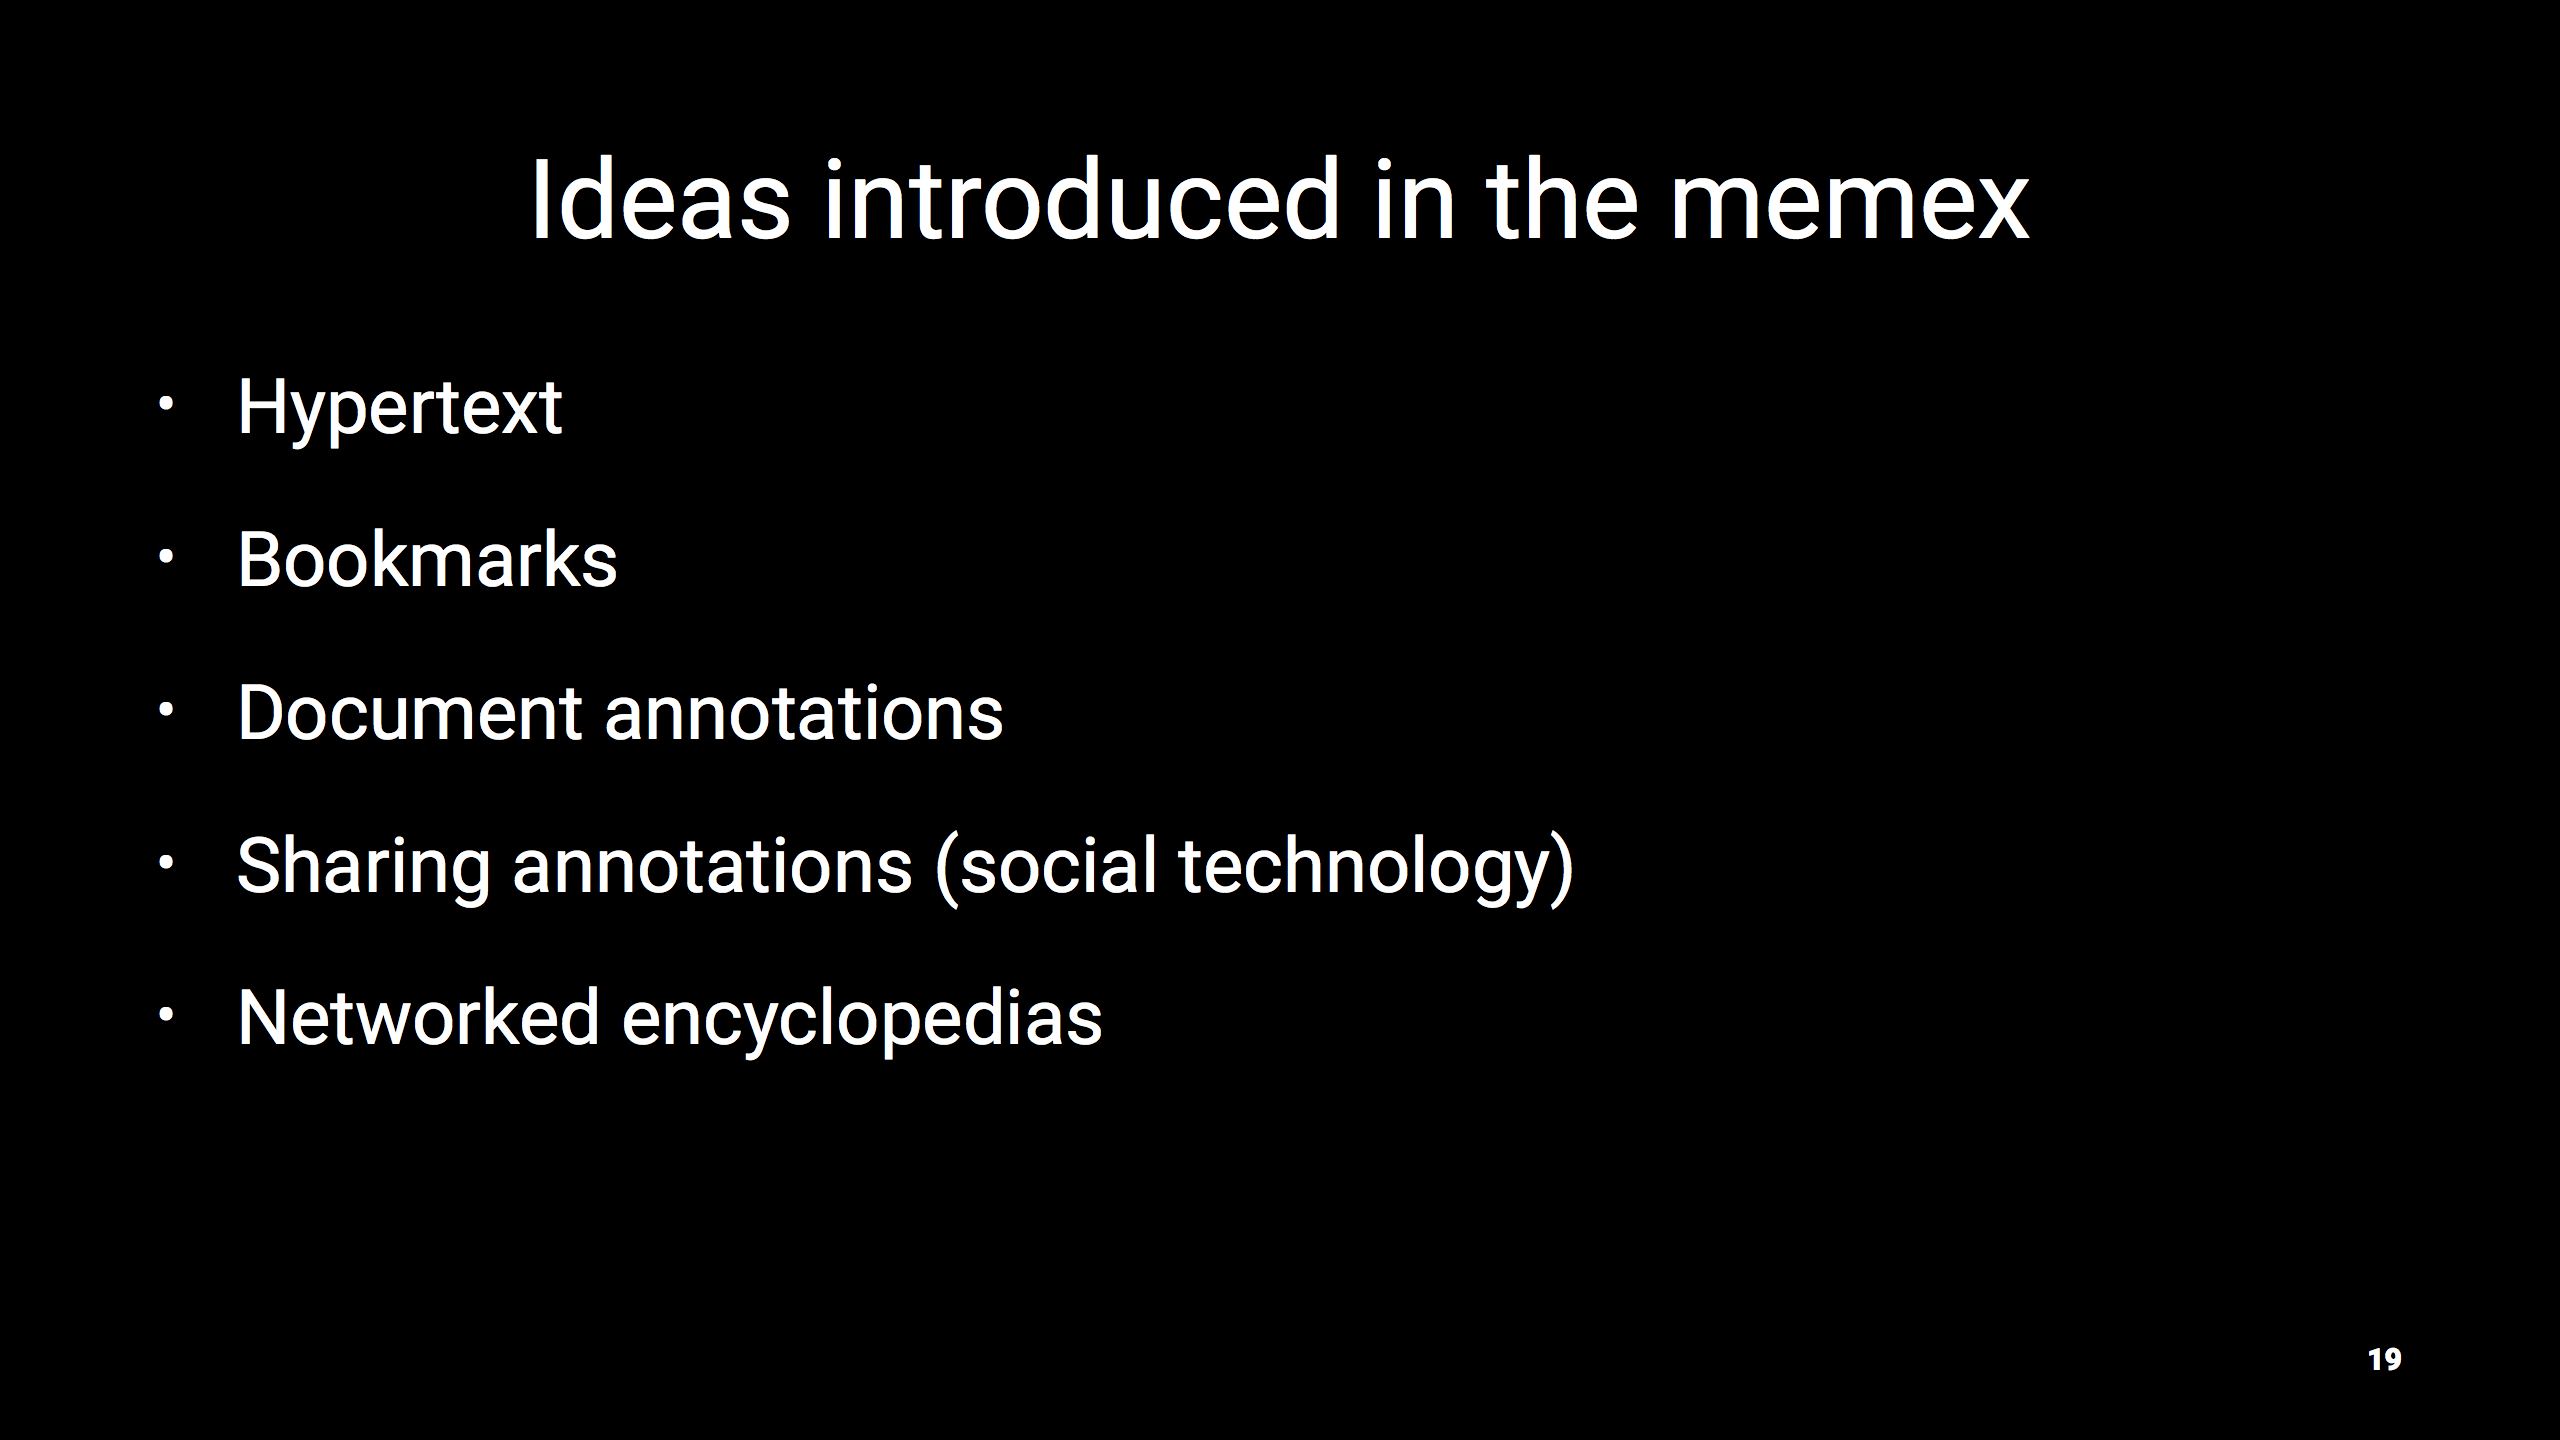 Ideas introduced in the memex
• Hypertext
• Bookmarks
• Document annotations
• Sharing annotations (social technology)
• Networked encyclopedias
19